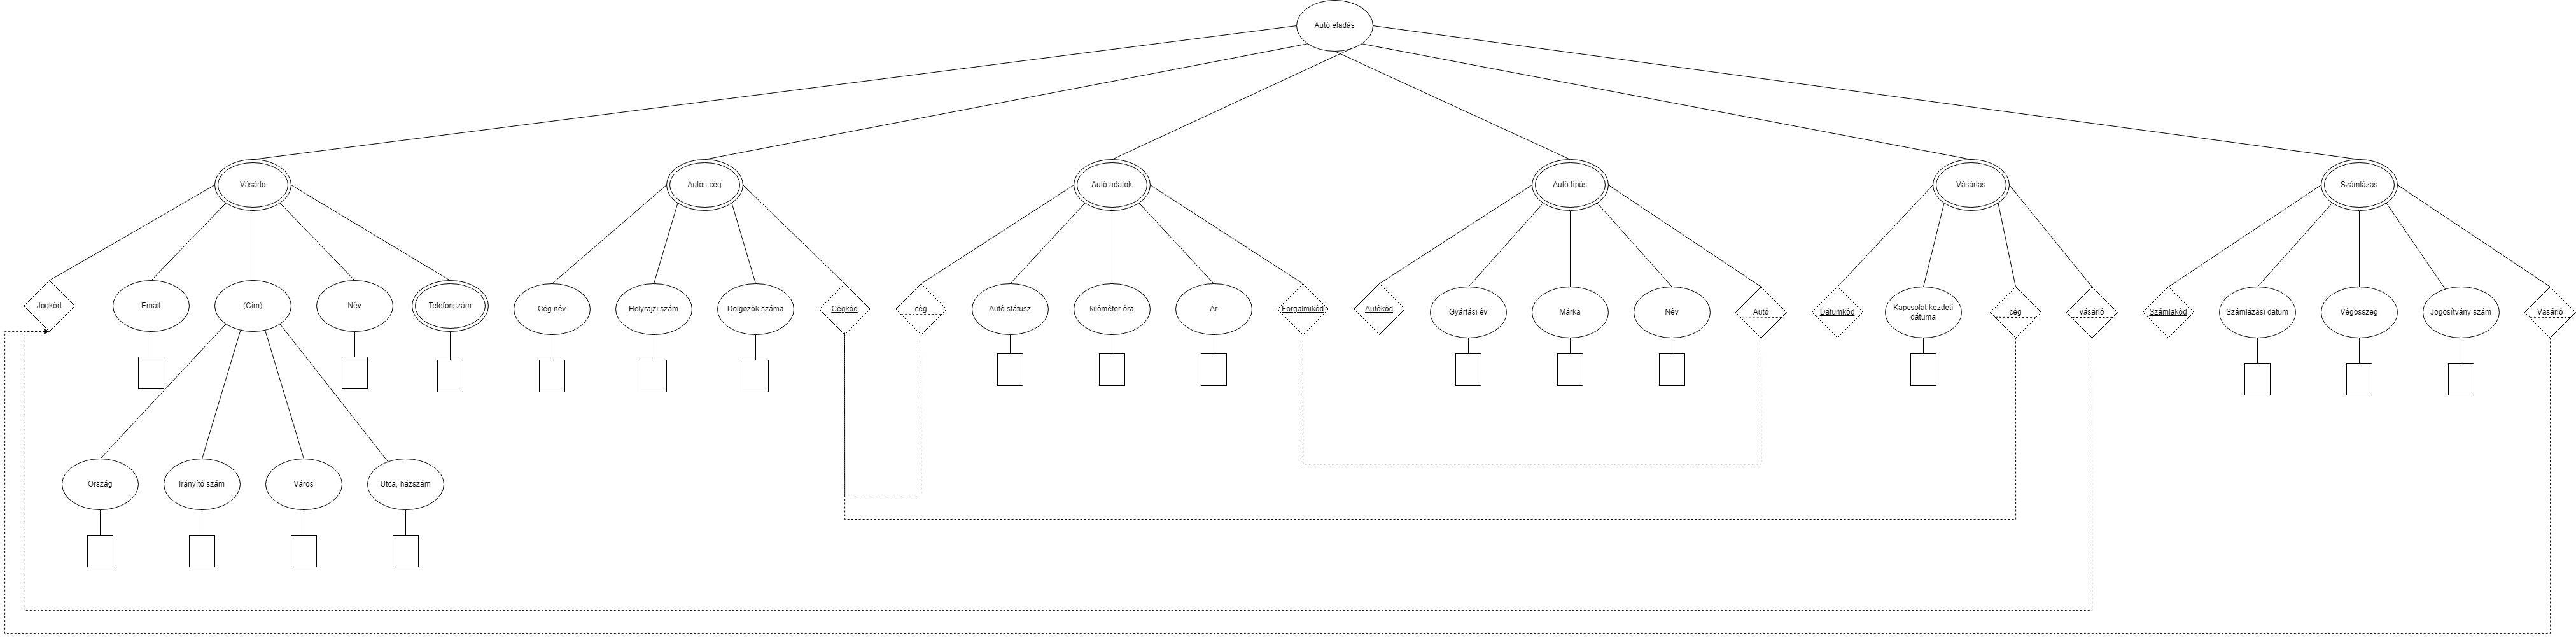 Autó eladás
Vásárló
Autós cég
Autó adatok
Autó típús
Vásárlás
Számlázás
Jogkód
Email
(Cím)
Név
Telefonszám
Cég név
Helyrajzi szám
Dolgozók száma
Cégkód
cég
Autó státusz
kilóméter óra
Ár
Forgalmikód
Autókód
Gyártási év
Márka
Név
Autó
Dátumkód
Kapcsolat kezdeti
dátuma
cég
vásárló
Számlakód
Számlázási dátum
Végösszeg
Jogosítvány szám
Vásárló
Ország
Irányító szám
Város
Utca, házszám